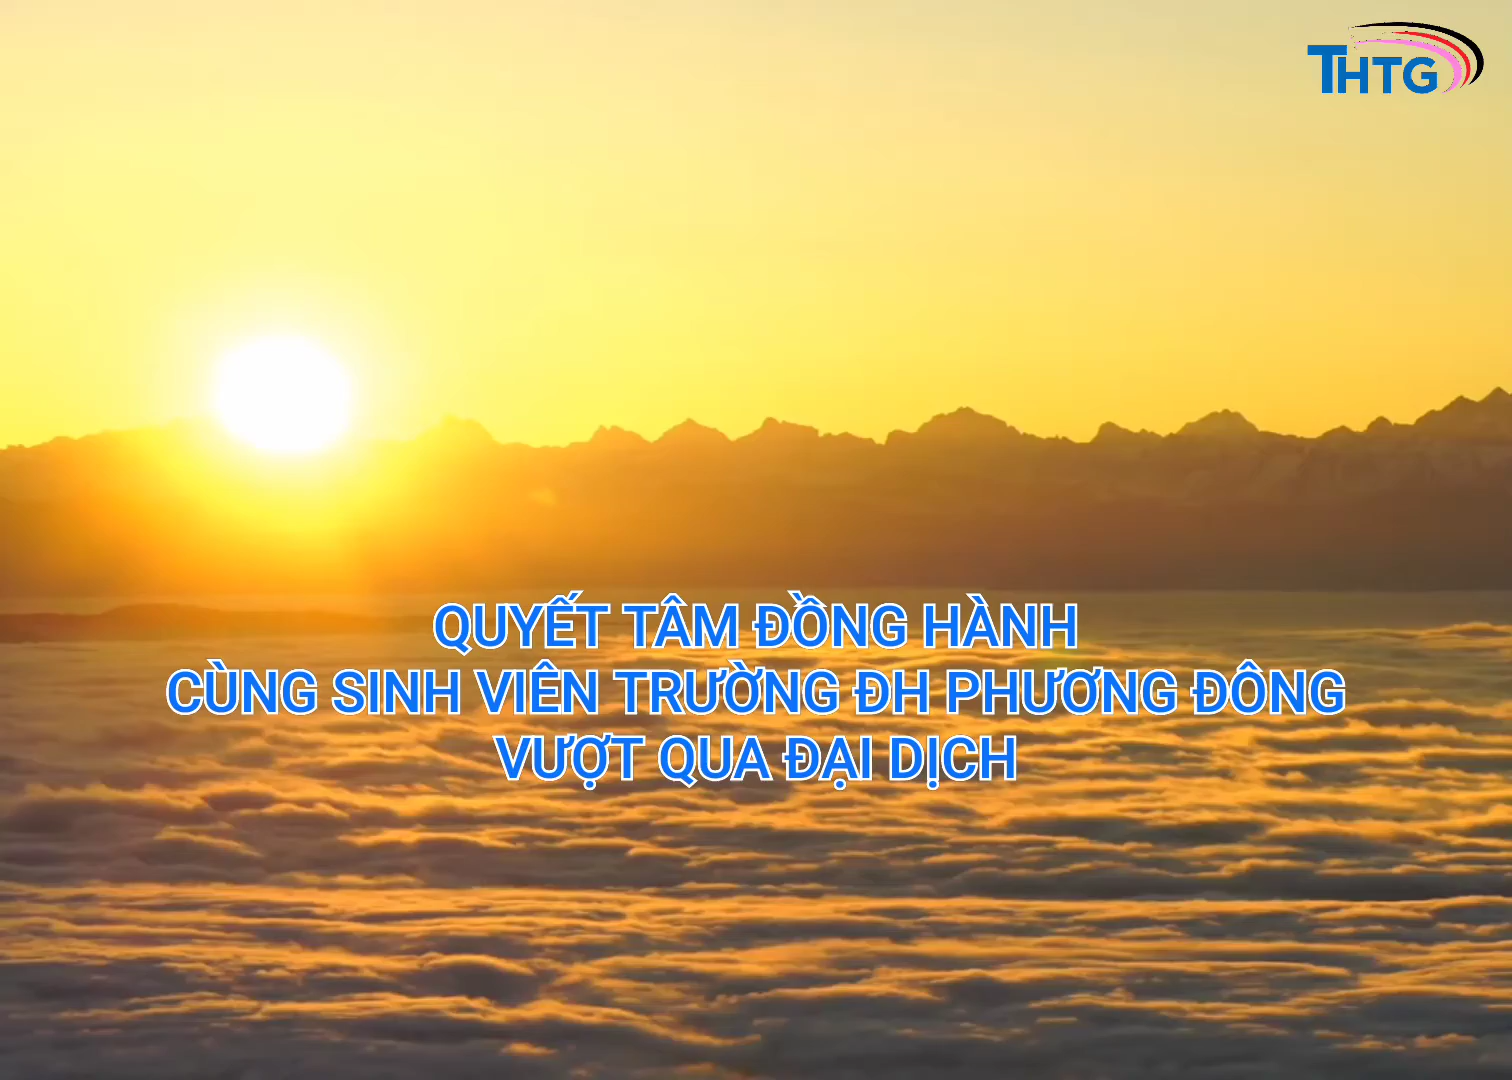 THTG
QUYẾT TÂM ĐỒNG HÀNH
CÙNG SINH VIÊN TRƯỜNG ĐH PHƯƠNG ĐÔNG
VƯỢT QUA ĐẠI DỊCH